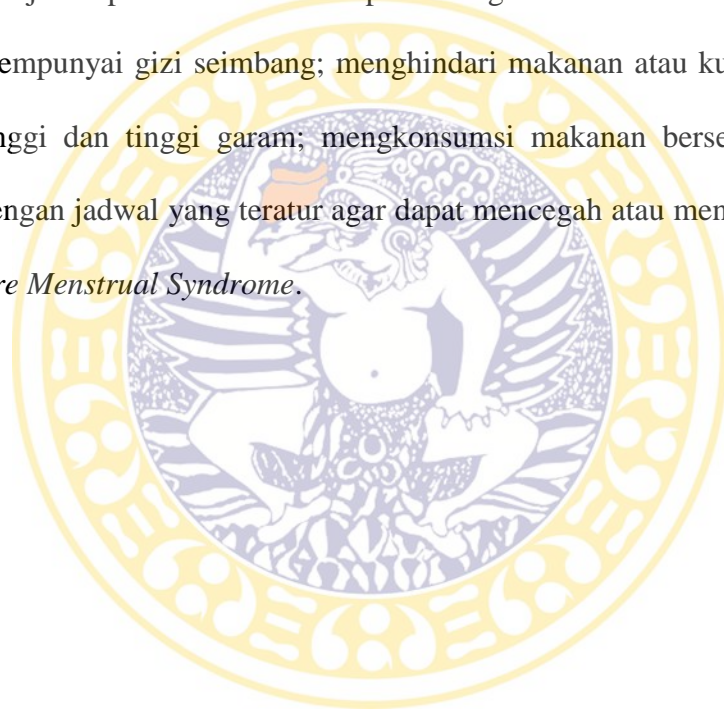 empunyai gizi seimbang; menghindari makanan atau ku
nggi dan tinggi garam; mengkonsumsi makanan berse
engan jadwal yang teratur agar dapat mencegah atau men
re Menstrual Syndrome.